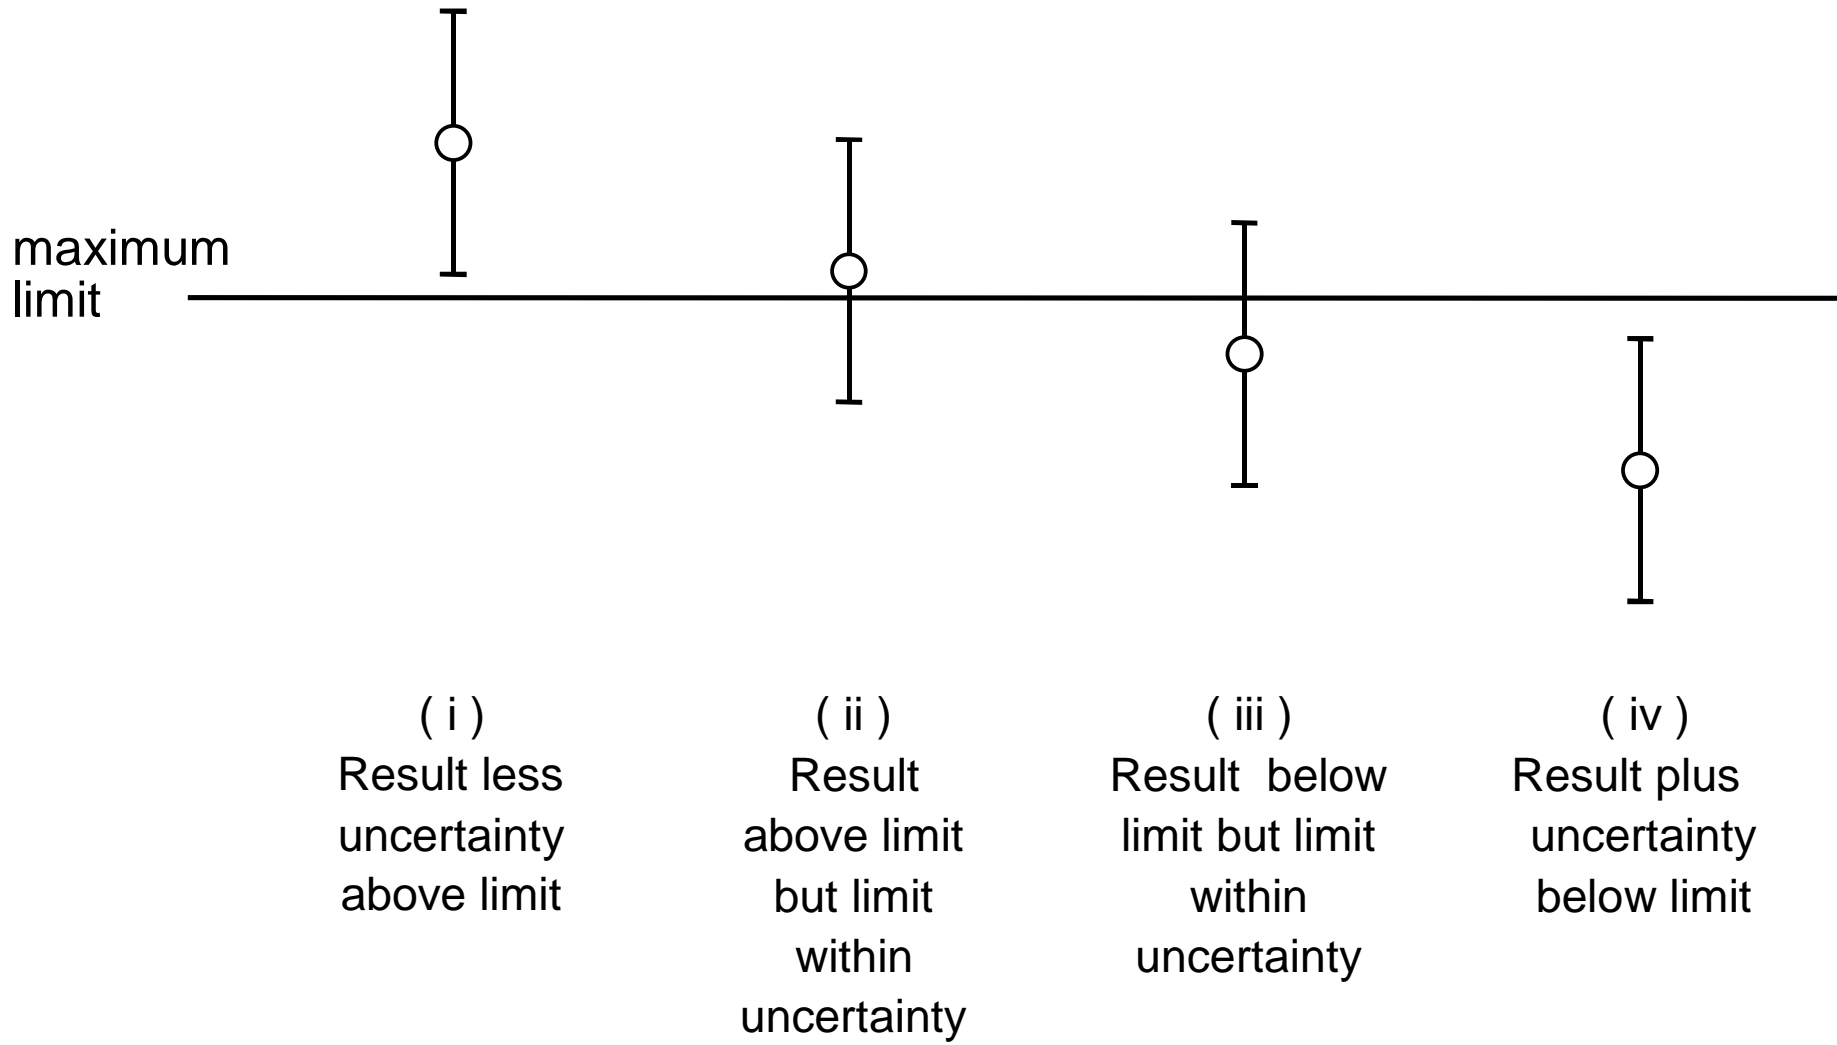 maximum
limit
( i )
Result less
uncertainty
above limit
( ii )
Result
above limit
but limit
within
uncertainty
( iii )
Result below
limit but limit
within
uncertainty
( iv )
Result plus
uncertainty
below limit